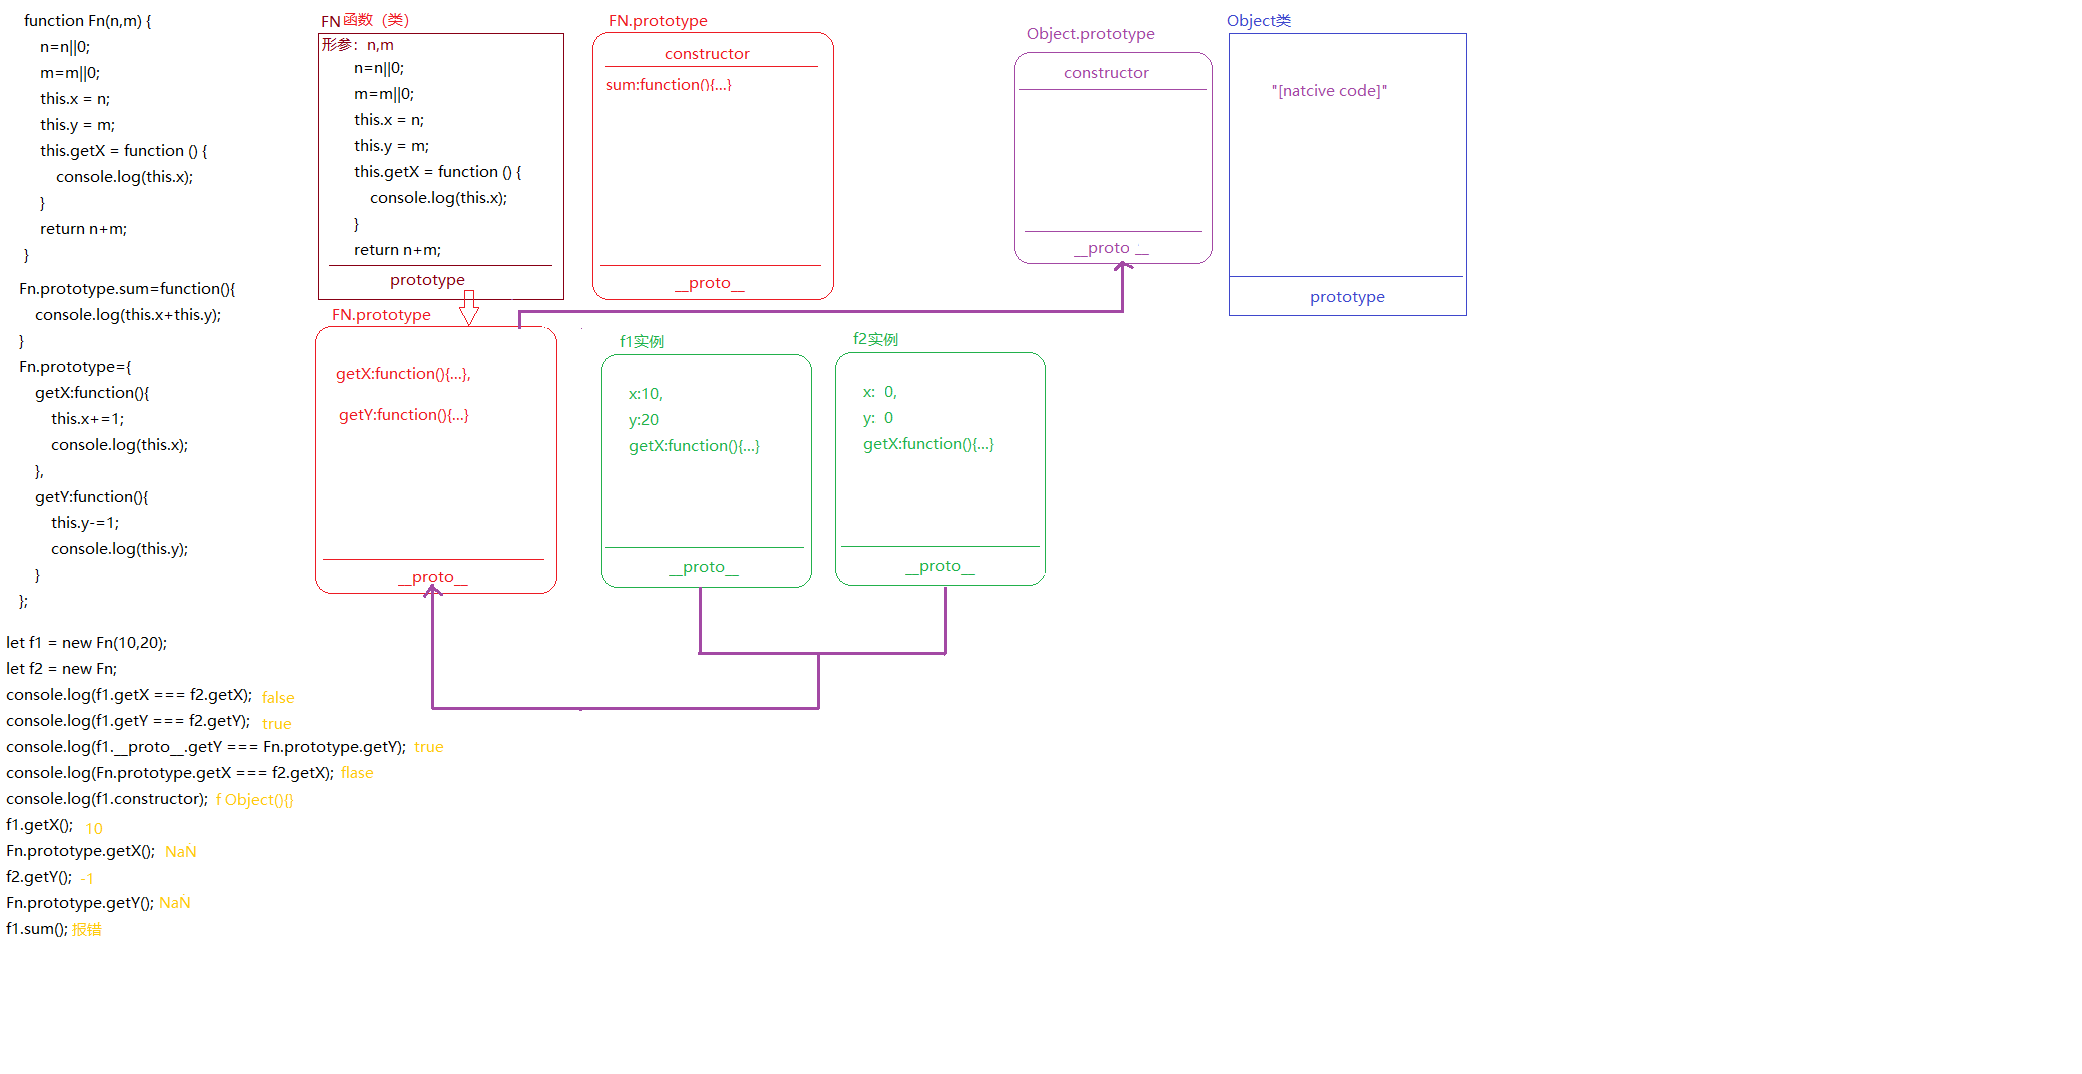 function Fn(n,m) {
n=n||0;
m=m||0;
this.x = n;
this.y = m;
this.getX = function () {
console.log(this.x);
}
return n+m;
}
Fn.prototype.sum=function(){
console.log(this.x+this.y);
}
Fn.prototype={
getX:function(){
this.x+=1;
console.log(this.x);
},
getY:function(){
this.y-=1;
console.log(this.y);
}
};
let f1 = new Fn(10,20);
let f2 = new Fn;
console.log(f1.getX === f2.getX); false
console.log(f1.getY === f2.getY); true
console.log(f1.__proto__.getY === Fn.prototype.getY); true
console.log(Fn.prototype.getX === f2.getX); flase
console.log(f1.constructor); f Object(){}
f1.getX(); 10
Fn.prototype.getX(); NaN
f2.getY(); -1
Fn.prototype.getY(); NaN
f1.sum(); 报错
FN函数（类）
形参：n,m
n=n||0;
m=m||0;
this.x = n;
this.y = m;
this.getX = function () {
console.log(this.x);
}
return n+m;
prototype
FN.prototype
constructor
sum:function(){...}
__proto__
Object.prototype
constructor
__proto __
Object类
"[natcive code]"
prototype
FN.prototype
getX:function(){...},
getY:function(){...}
__proto__
f1实例
x:10,
y:20
getX:function(){...}
__proto__
f2实例
x: 0,
y: 0
getX:function(){...}
__proto__